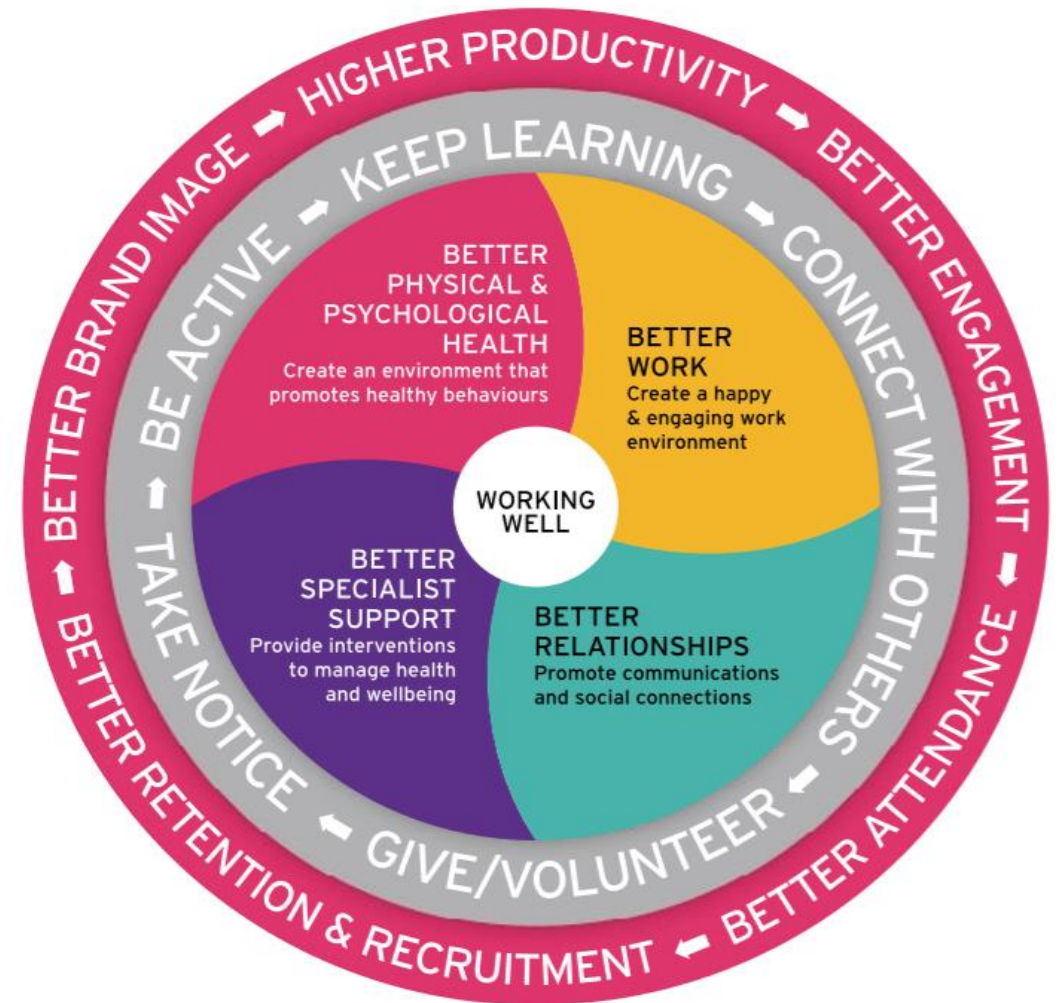 HIGHER PRODUCTIVITY
BETTER ENGAGEMENT
BETTER ATTENDANCE
BETTER RETENTION & RECRUITMENT
BETTER BRAND IMAGE
KEEP LEARNING
CONNECT WITH OTHERS
GIVE/VOLUNTEER
TAKE NOTICE
BE ACTIVE
BETTER
PHYSICAL &
PSYCHOLOGICAL
HEALTH
Create an environment that
promotes healthy behaviours
BETTER
WORK
Create a happy
& engaging work
environment
WORKING
WELL
BETTER
SPECIALIST
SUPPORT
Provide interventions
to manage health
and wellbeing
BETTER
RELATIONSHIPS
Promote communications
and social connections